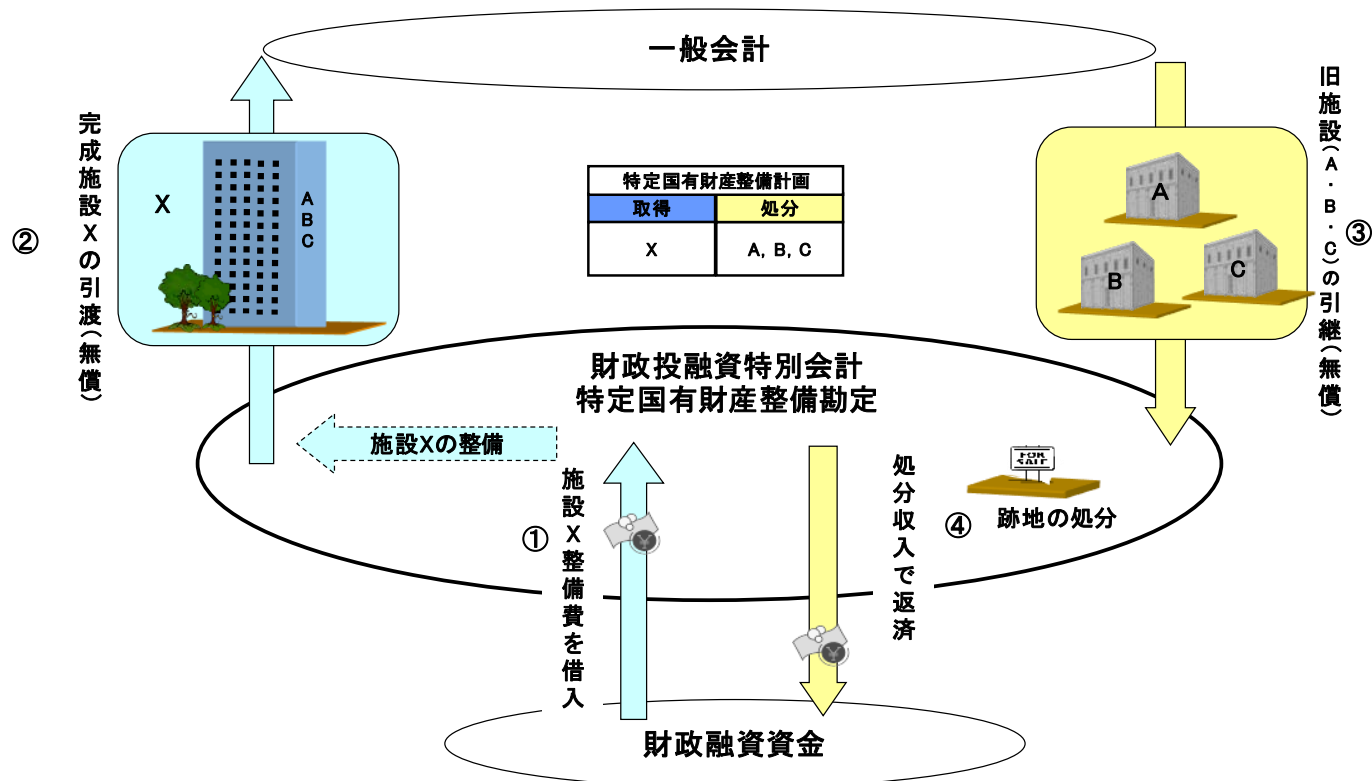 一般会計
完成施設Xの引渡(無償)
②
X
ABC
特定国有財産整備計画
取得 処分
X A, B, C
A
B
C
旧施設(A・B・C)の引継(無償)
③
財政投融資特別会計
特定国有財産整備勘定
施設Xの整備
①
施設X整備費を借入
¥
処分収入で返済
¥
④
FOR
SALE
跡地の処分
財政融資資金